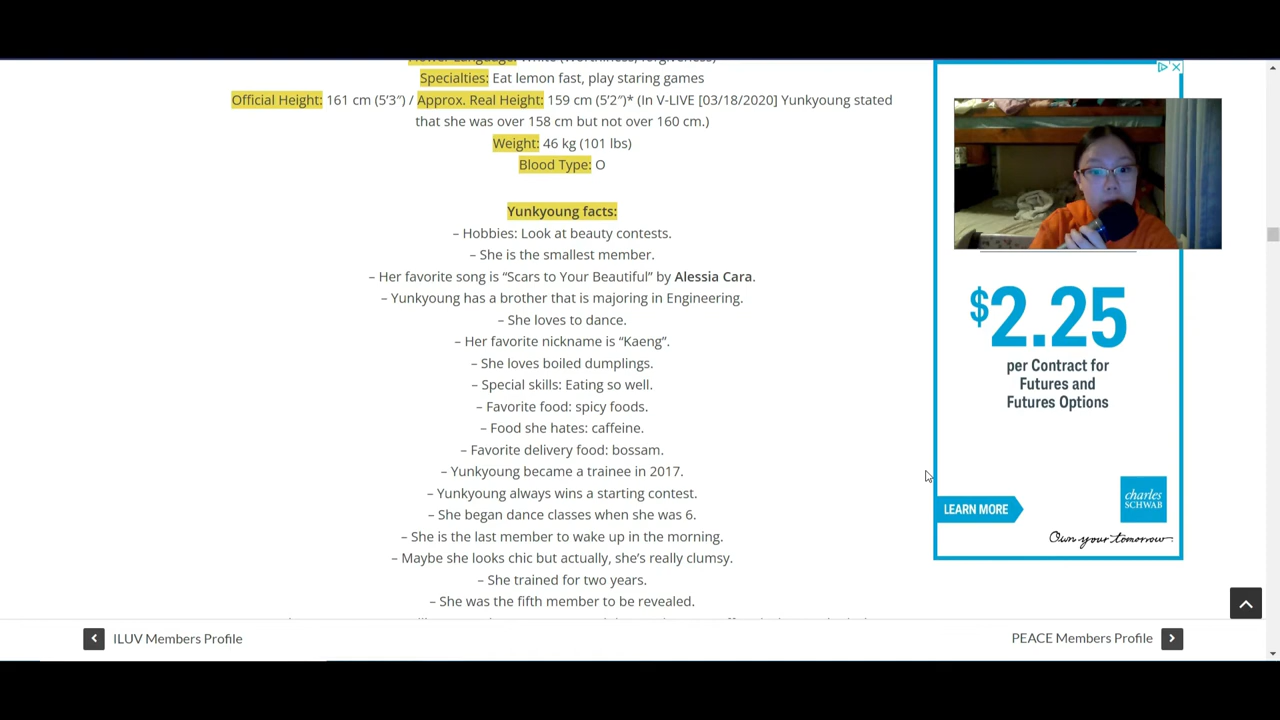 Specialties: Eat lemon fast, play staring games
Official Height: 161 cm (5’3”) / Approx. Real Height: 159 cm (5’2”)* (In V-LIVE [03/18/2020] Yunkyoung stated
that she was over 158 cm but not over 160 cm.)
Weight: 46 kg (101 lbs)
Blood Type: O
Yunkyoung facts:
– Hobbies: Look at beauty contests.
– She is the smallest member.
– Her favorite song is “Scars to Your Beautiful” by Alessia Cara.
– Yunkyoung has a brother that is majoring in Engineering.
– She loves to dance.
– Her favorite nickname is “Kaeng”.
– She loves boiled dumplings.
– Special skills: Eating so well.
– Favorite food: spicy foods.
– Food she hates: caffeine.
– Favorite delivery food: bossam.
– Yunkyoung became a trainee in 2017.
– Yunkyoung always wins a starting contest.
– She began dance classes when she was 6.
– She is the last member to wake up in the morning.
– Maybe she looks chic but actually, she’s really clumsy.
– She trained for two years.
– She was the fifth member to be revealed.
ILUV Members Profile
PEACE Members Profile
$2.25
per Contract for
Futures and
Futures Options
LEARN MORE
charles
SCHWAB
Own your tomorrow.